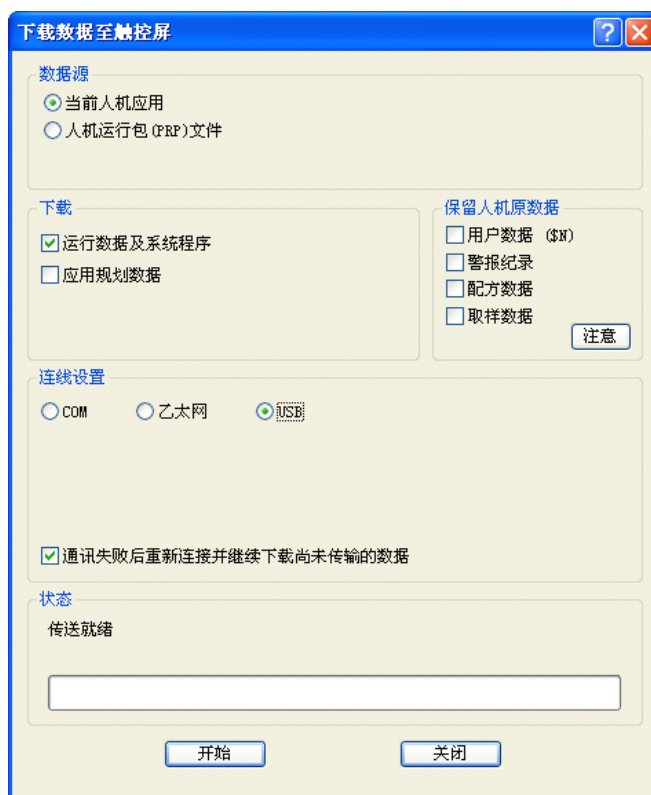 下载数据至触控屏
数据源
当前人机应用
人机运行包(PRP)文件
下载
运行数据及系统程序
应用规划数据
保留人机原数据
用户数据 ($N)
警报纪录
配方数据
取样数据
注意
连线设置
COM 乙太网 USB
通讯失败后重新连接并继续下载尚未传输的数据
状态
传送就绪
开始 关闭